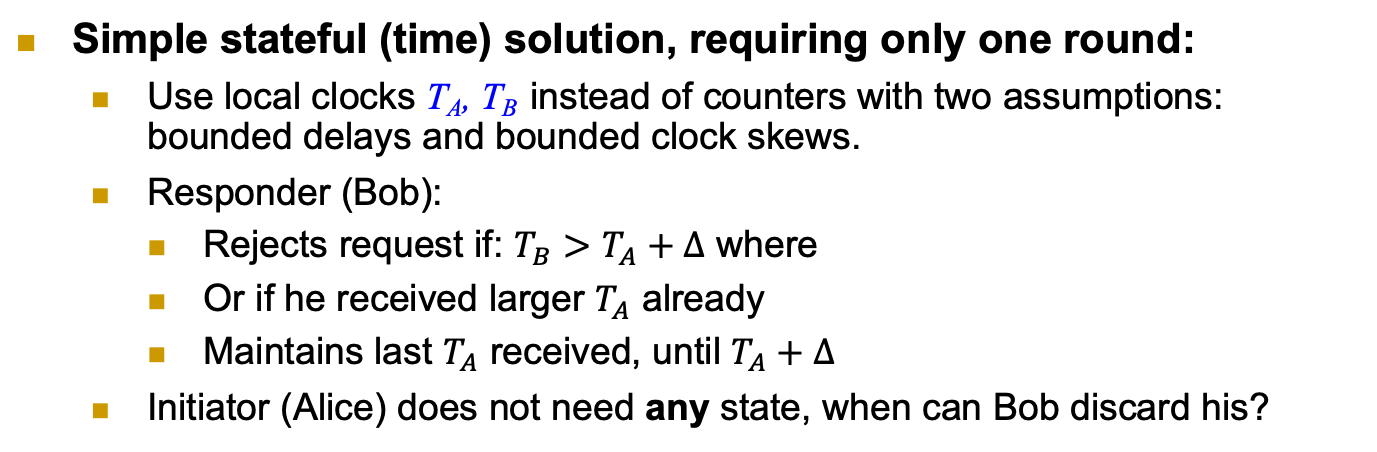 Simple stateful (time) solution, requiring only one round:
Use local clocks T_A, T_B instead of counters with two assumptions:
bounded delays and bounded clock skews.
Responder (Bob):
Rejects request if: T_B > T_A + Δ where
Or if he received larger T_A already
Maintains last T_A received, until T_A + Δ
Initiator (Alice) does not need any state, when can Bob discard his?